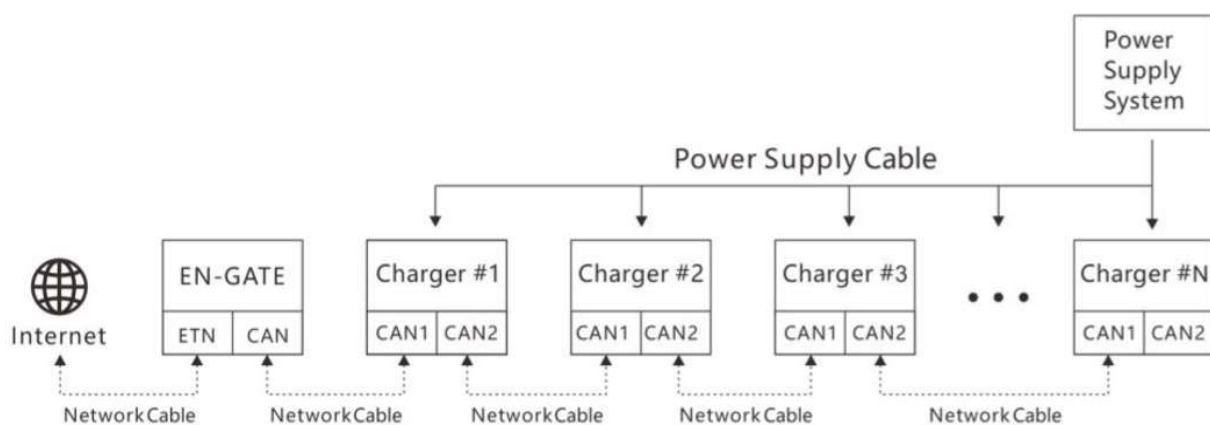 Power
Supply
System
Power Supply Cable
EN-GATE
Charger #1
Charger #2
Charger #3
Charger #N
Internet
ETN
CAN
CAN1
CAN2
CAN1
CAN2
CAN1
CAN2
CAN1
CAN2
Network Cable
Network Cable
Network Cable
Network Cable
Network Cable